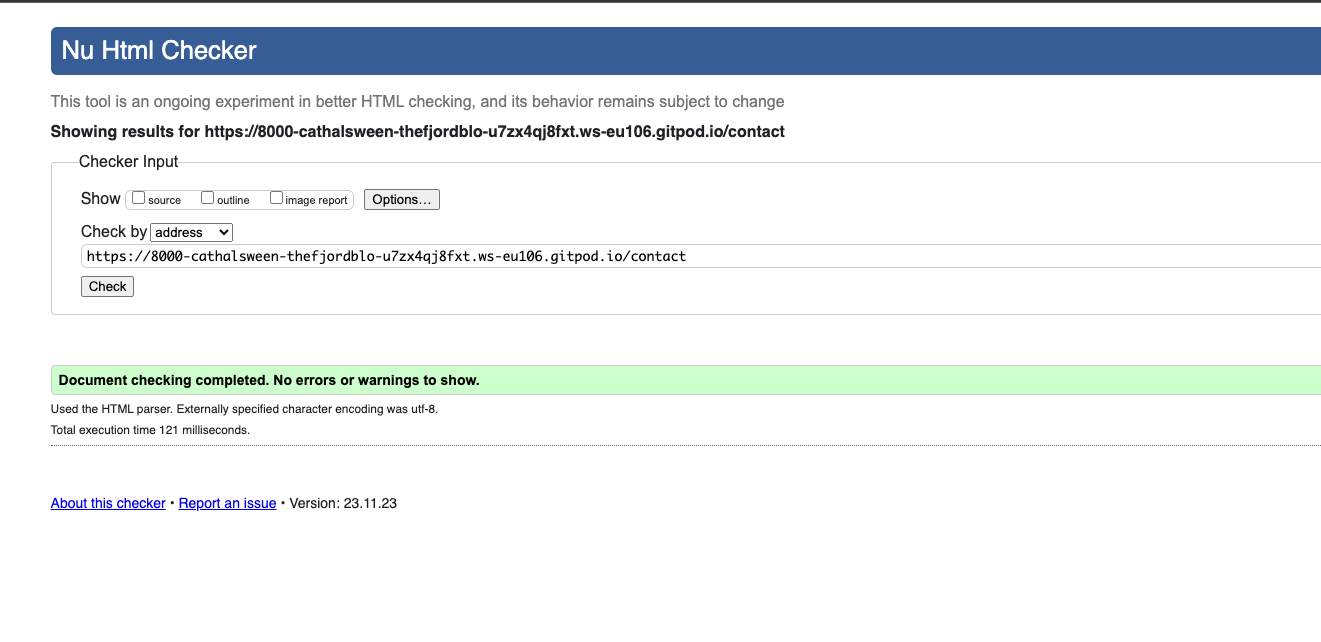 Nu Html Checker
This tool is an ongoing experiment in better HTML checking, and its behavior remains subject to change
Showing results for https://8000-cathalsween-thefjordblo-u7zx4qj8fxt.ws-eu106.gitpod.io/contact
Checker Input
Show source outline image report Options...
Check by address
https://8000-cathalsween-thefjordblo-u7zx4qj8fxt.ws-eu106.gitpod.io/contact
Check
Document checking completed. No errors or warnings to show.
Used the HTML parser. Externally specified character encoding was utf-8.
Total execution time 121 milliseconds.
About this checker • Report an issue • Version: 23.11.23